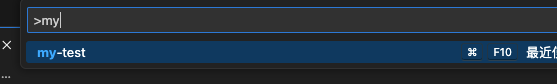 >my
my-test ⌘ F10 最近
…